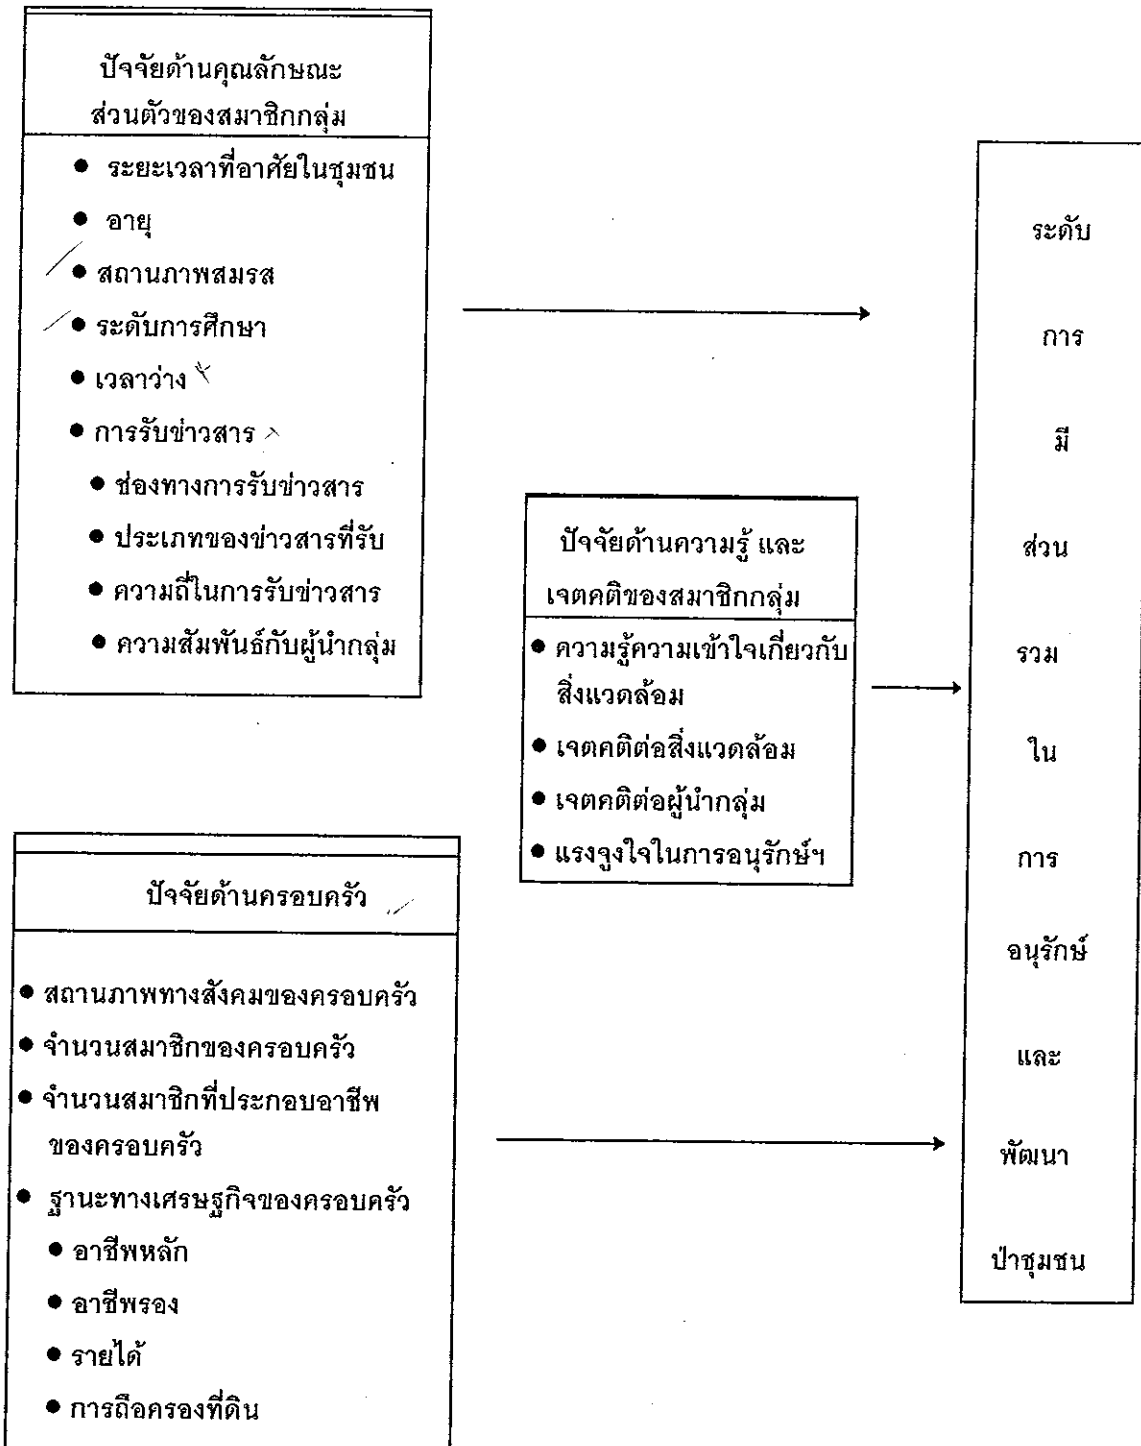 ปัจจัยด้านคุณลักษณะ
ส่วนตัวของสมาชิกกลุ่ม
● ระยะเวลาที่อาศัยในชุมชน
● อายุ
● สถานภาพสมรส
● ระดับการศึกษา
● เวลาว่าง
● การรับข่าวสาร
● ช่องทางการรับข่าวสาร
● ประเภทของข่าวสารที่รับ
● ความถี่ในการรับข่าวสาร
● ความสัมพันธ์กับผู้นำกลุ่ม
ปัจจัยด้านครอบครัว
● สถานภาพทางสังคมของครอบครัว
● จำนวนสมาชิกของครอบครัว
● จำนวนสมาชิกที่ประกอบอาชีพ
ของครอบครัว
● ฐานะทางเศรษฐกิจของครอบครัว
● อาชีพหลัก
● อาชีพรอง
● รายได้
● การถือครองที่ดิน
ปัจจัยด้านความรู้ และ
เจตคติของสมาชิกกลุ่ม
● ความรู้ความเข้าใจเกี่ยวกับ
สิ่งแวดล้อม
● เจตคติต่อสิ่งแวดล้อม
● เจตคติต่อผู้นำกลุ่ม
● แรงจูงใจในการอนุรักษ์ฯ
ระดับ
การ
มี
ส่วน
รวม
ใน
การ
อนุรักษ์
และ
พัฒนา
ป่าชุมชน